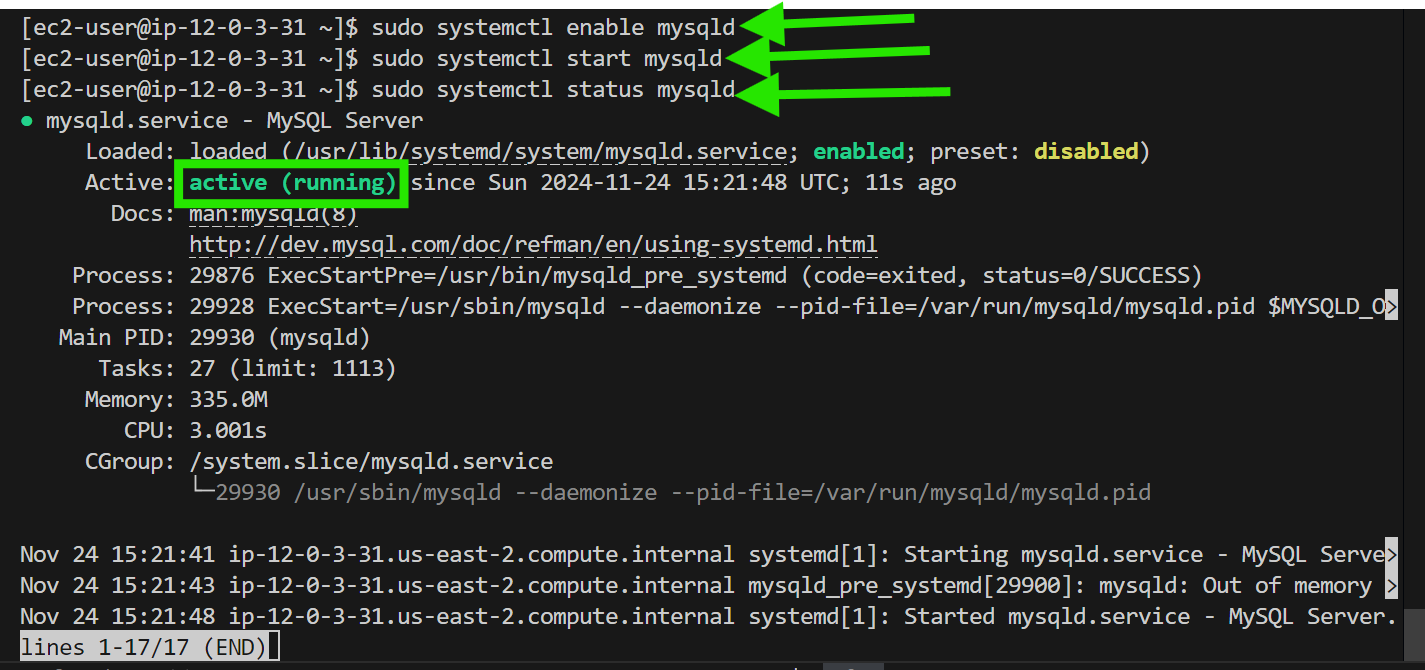 [ec2-user@ip-12-0-3-31 ~]$ sudo systemctl enable mysqld
[ec2-user@ip-12-0-3-31 ~]$ sudo systemctl start mysqld
[ec2-user@ip-12-0-3-31 ~]$ sudo systemctl status mysqld
● mysqld.service - MySQL Server
     Loaded: loaded (/usr/lib/systemd/system/mysqld.service; enabled; preset: disabled)
     Active: active (running) since Sun 2024-11-24 15:21:48 UTC; 11s ago
       Docs: man:mysqld(8)
             http://dev.mysql.com/doc/refman/en/using-systemd.html
    Process: 29876 ExecStartPre=/usr/bin/mysqld_pre_systemd (code=exited, status=0/SUCCESS)
    Process: 29928 ExecStart=/usr/sbin/mysqld --daemonize --pid-file=/var/run/mysqld/mysqld.pid $MYSQLD_O>
   Main PID: 29930 (mysqld)
      Tasks: 27 (limit: 1113)
     Memory: 335.0M
        CPU: 3.001s
     CGroup: /system.slice/mysqld.service
             └─29930 /usr/sbin/mysqld --daemonize --pid-file=/var/run/mysqld/mysqld.pid
Nov 24 15:21:41 ip-12-0-3-31.us-east-2.compute.internal systemd[1]: Starting mysqld.service - MySQL Serve>
Nov 24 15:21:43 ip-12-0-3-31.us-east-2.compute.internal mysqld_pre_systemd[29900]: mysqld: Out of memory >
Nov 24 15:21:48 ip-12-0-3-31.us-east-2.compute.internal systemd[1]: Started mysqld.service - MySQL Server.
lines 1-17/17 (END)